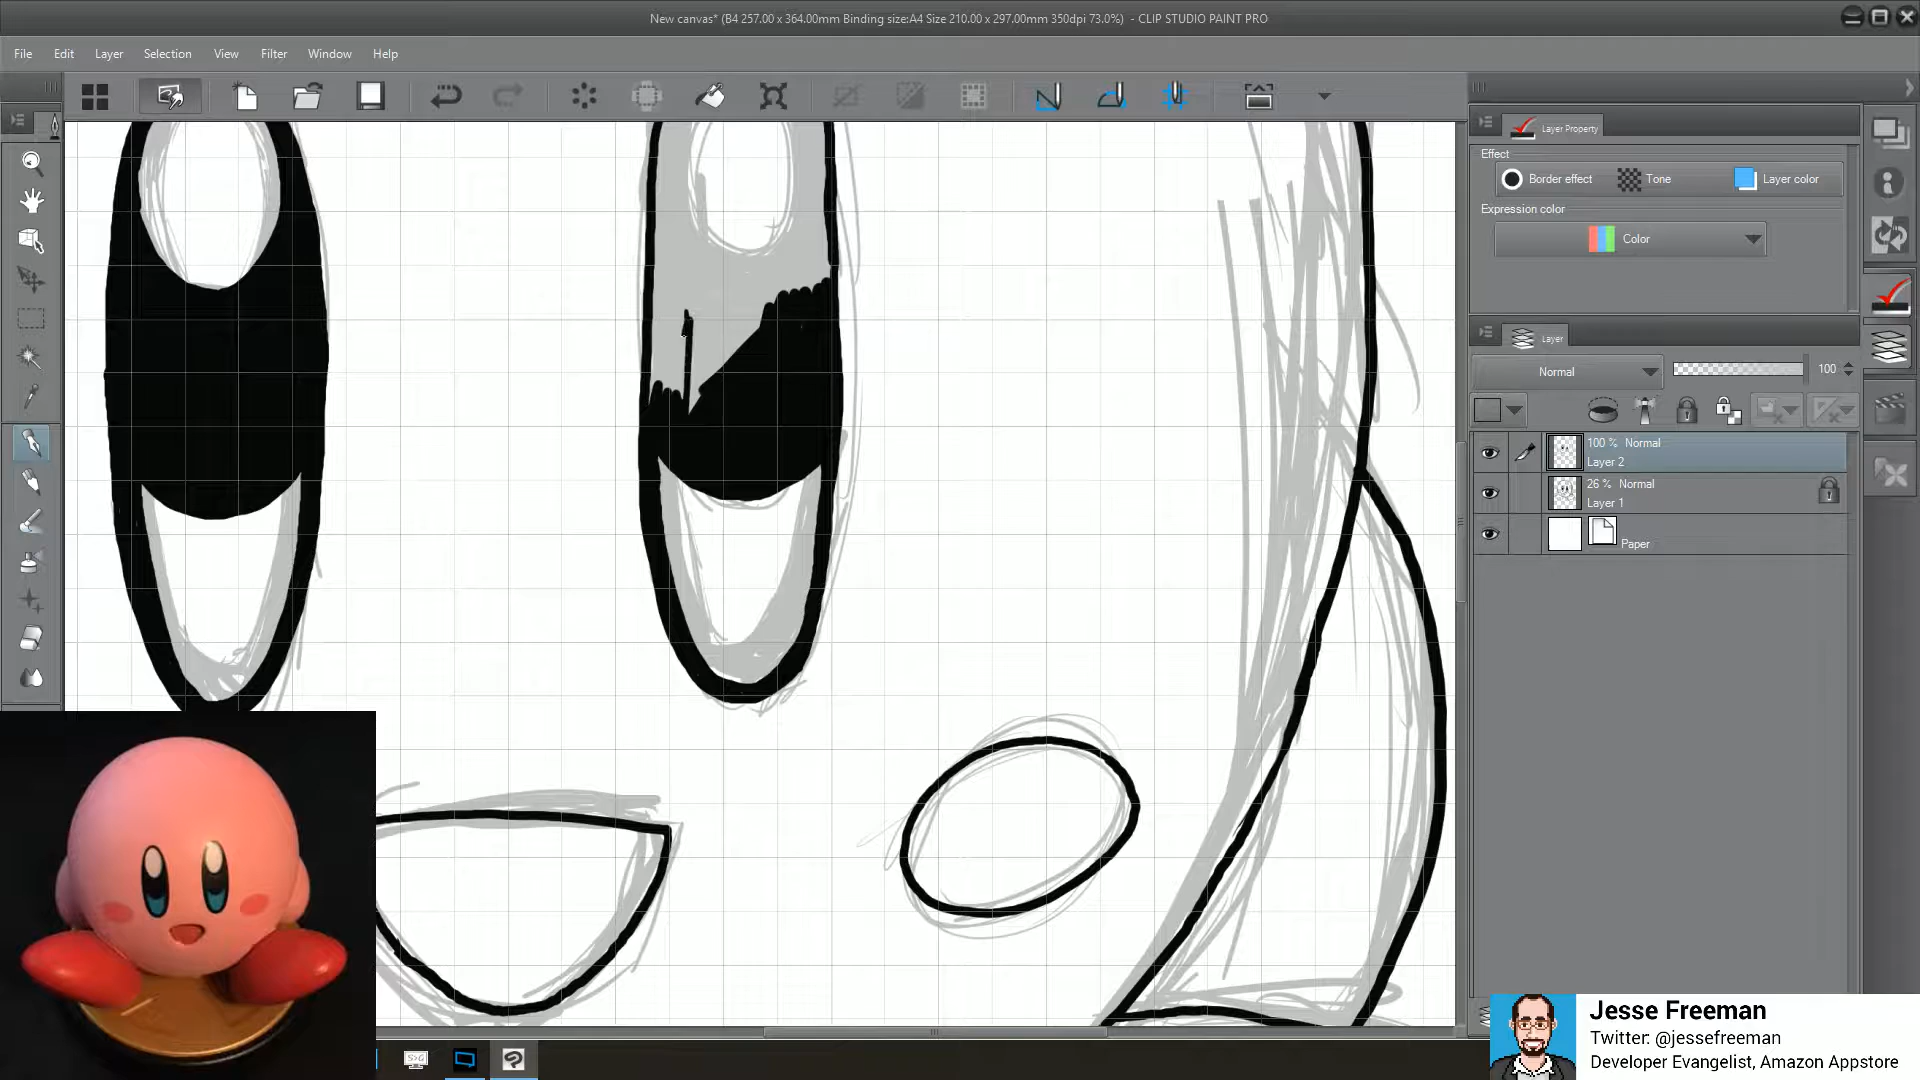 New canvas* (B4 257.00 x 364.00mm Binding size:A4 Size 210.00 x 297.00mm 350dpi 73.0%) - CLIP STUDIO PAINT PRO
File Edit Layer Selection View Filter Window Help
Layer Property
Effect
Border effect Tone Layer color
Expression color
Color
Layer
Normal 100
100 % Normal
Layer 2
26 % Normal
Layer 1
Paper
Jesse Freeman
Twitter: @jessefreeman
Developer Evangelist, Amazon Appstore